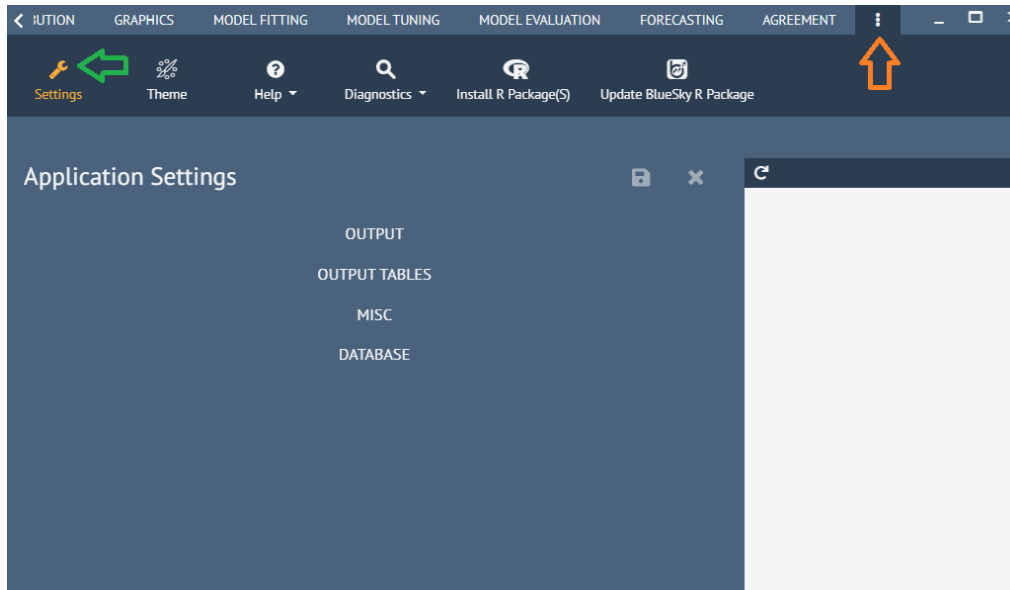 IUTION GRAPHICS MODEL FITTING MODEL TUNING MODEL EVALUATION FORECASTING AGREEMENT
Settings Theme Help Diagnostics Install R Package(S) Update BlueSky R Package
Application Settings
OUTPUT
OUTPUT TABLES
MISC
DATABASE